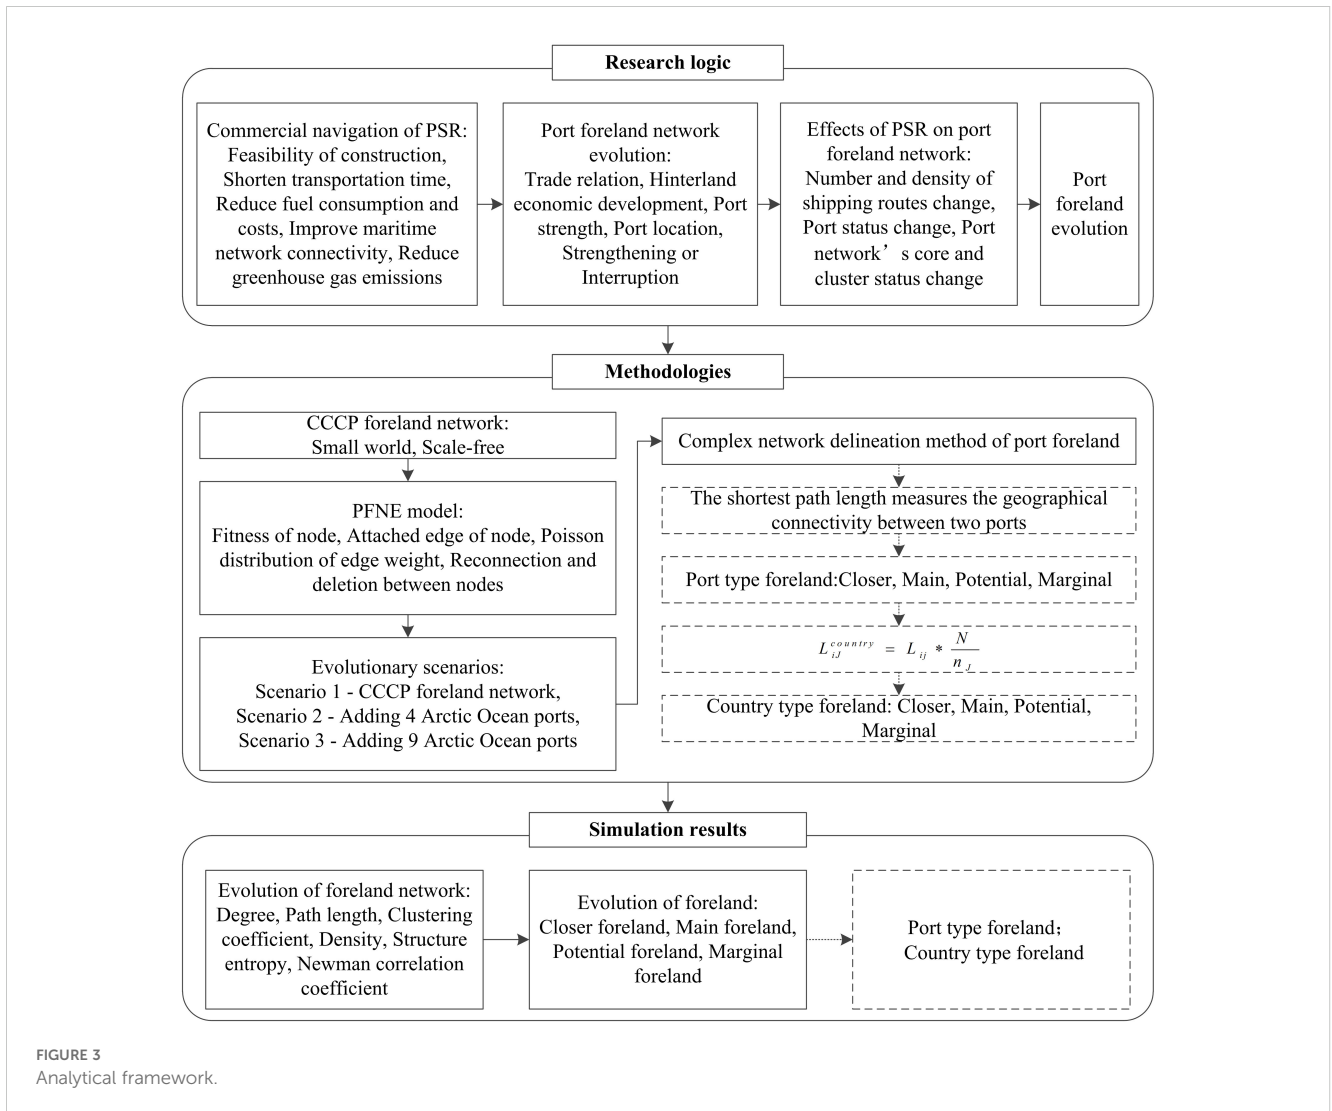 Research logic
Commercial navigation of PSR:
Feasibility of construction,
Shorten transportation time,
Reduce fuel consumption and
costs, Improve maritime
network connectivity, Reduce
greenhouse gas emissions
Port foreland network
evolution:
Trade relation, Hinterland
economic development, Port
strength, Port location,
Strengthening or
Interruption
Effects of PSR on port
foreland network:
Number and density of
shipping routes change,
Port status change, Port
network’s core and
cluster status change
Port
foreland
evolution
Methodologies
CCCP foreland network:
Small world, Scale-free
PFNE model:
Fitness of node, Attached edge of node, Poisson
distribution of edge weight, Reconnection and
deletion between nodes
Evolutionary scenarios:
Scenario 1 - CCCP foreland network,
Scenario 2 - Adding 4 Arctic Ocean ports,
Scenario 3 - Adding 9 Arctic Ocean ports
Complex network delineation method of port foreland
The shortest path length measures the geographical
connectivity between two ports
Port type foreland:Closer, Main, Potential, Marginal
L_{iJ}^{country} = L_{ij} * \frac{N}{n_J}
Country type foreland: Closer, Main, Potential,
Marginal
Simulation results
Evolution of foreland network:
Degree, Path length, Clustering
coefficient, Density, Structure
entropy, Newman correlation
coefficient
Evolution of foreland:
Closer foreland, Main foreland,
Potential foreland, Marginal
foreland
Port type foreland；
Country type foreland
FIGURE 3
Analytical framework.